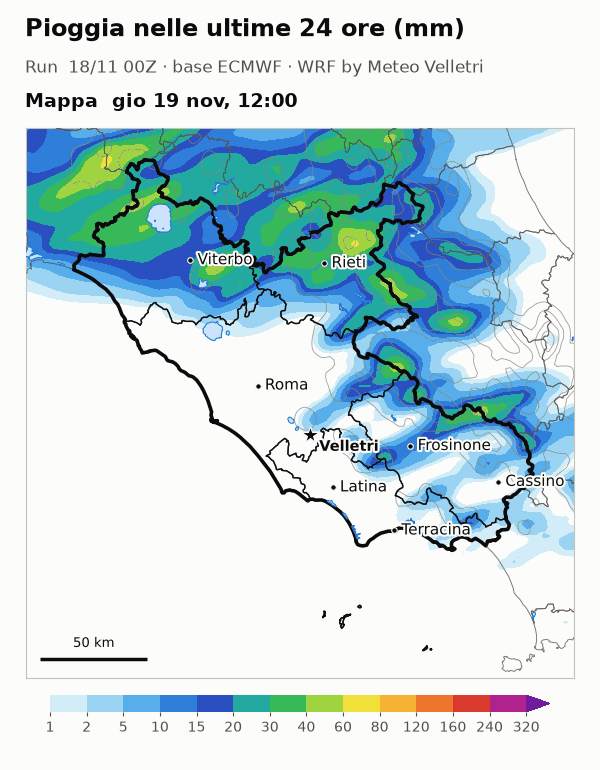 Pioggia nelle ultime 24 ore (mm)
Run  18/11 00Z · base ECMWF · WRF by Meteo Velletri
Mappa  gio 19 nov, 12:00
Viterbo
Rieti
Roma
Velletri
Frosinone
Latina
Cassino
Terracina
50 km
1 2 5 10 15 20 30 40 60 80 120 160 240 320